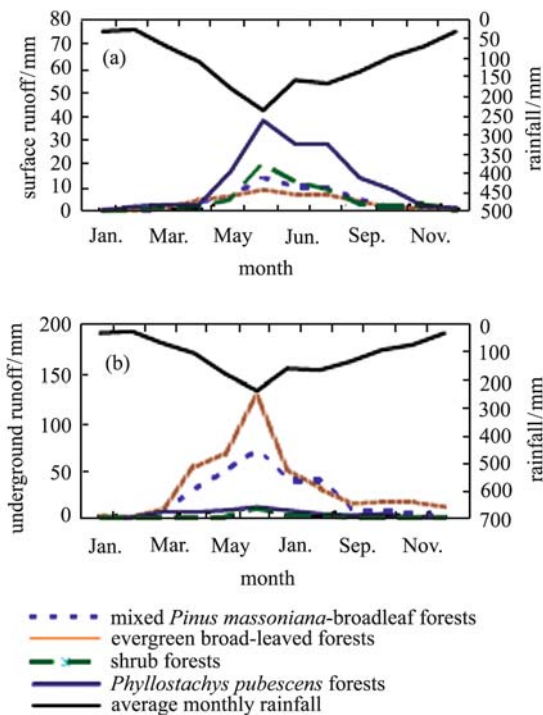 80
70
60
50
40
30
20
10
0
surface runoff/mm
(a)
0
50
100
150
200
250
300
350
400
450
500
rainfall/mm
Jan. Mar. May Jun. Sep. Nov.
month
200
150
100
50
0
underground runoff/mm
(b)
0
100
200
300
400
500
600
700
rainfall/mm
Jan. Mar. May Jan. Sep. Nov.
month
mixed Pinus massoniana-broadleaf forests
evergreen broad-leaved forests
shrub forests
Phyllostachys pubescens forests
average monthly rainfall